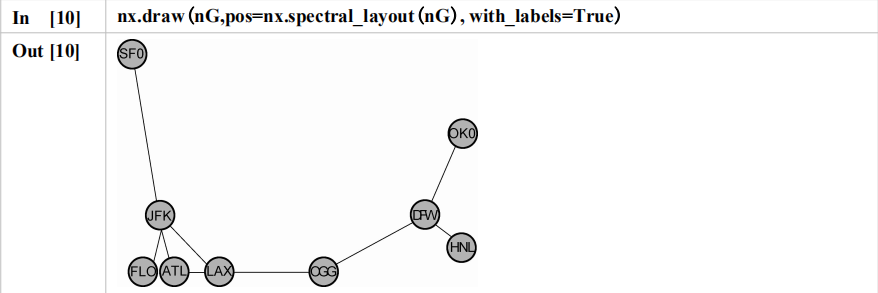 In [10]
nx.draw(nG,pos=nx.spectral_layout(nG), with_labels=True)
Out [10]
SF0
OK0
JFK
DFW
HNL
FLO
ATL
LAX
OGG